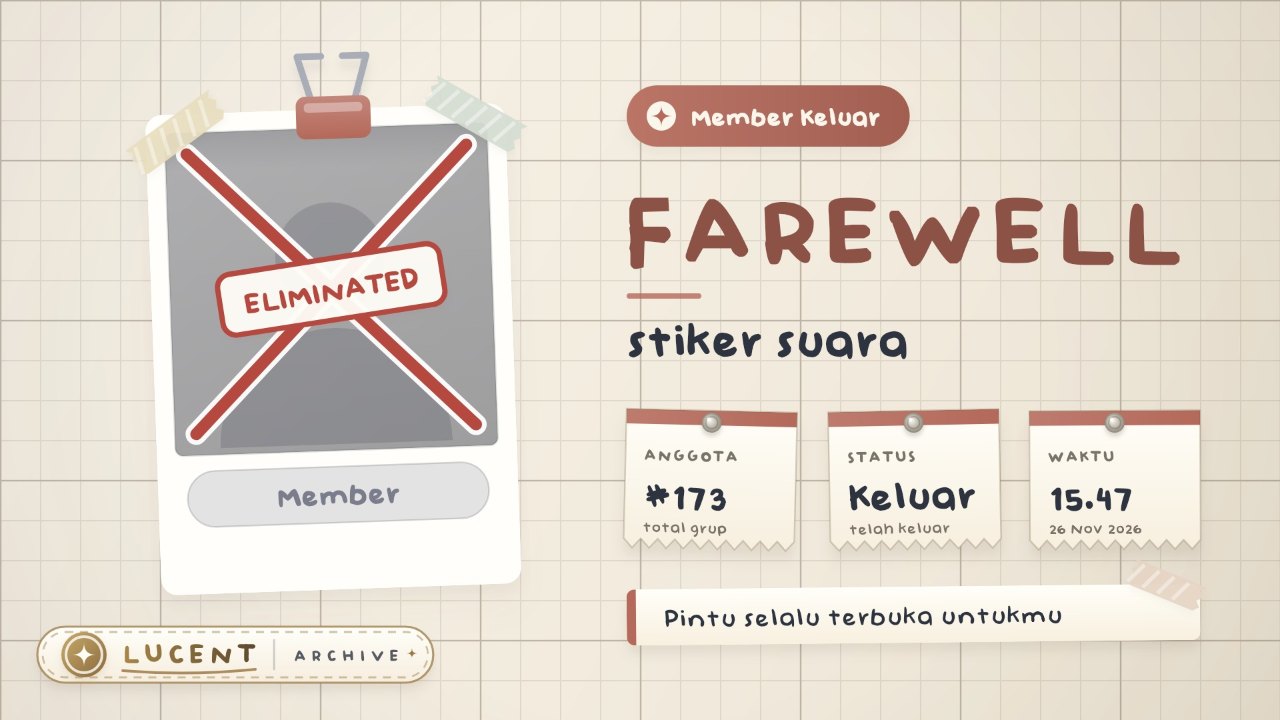 ELIMINATED
Member
Member Keluar
FAREWELL
stiker suara
ANGGOTA
#173
total grup
STATUS
Keluar
telah keluar
WAKTU
15.47
26 NOV 2026
Pintu selalu terbuka untukmu
LUCENT ARCHIVE